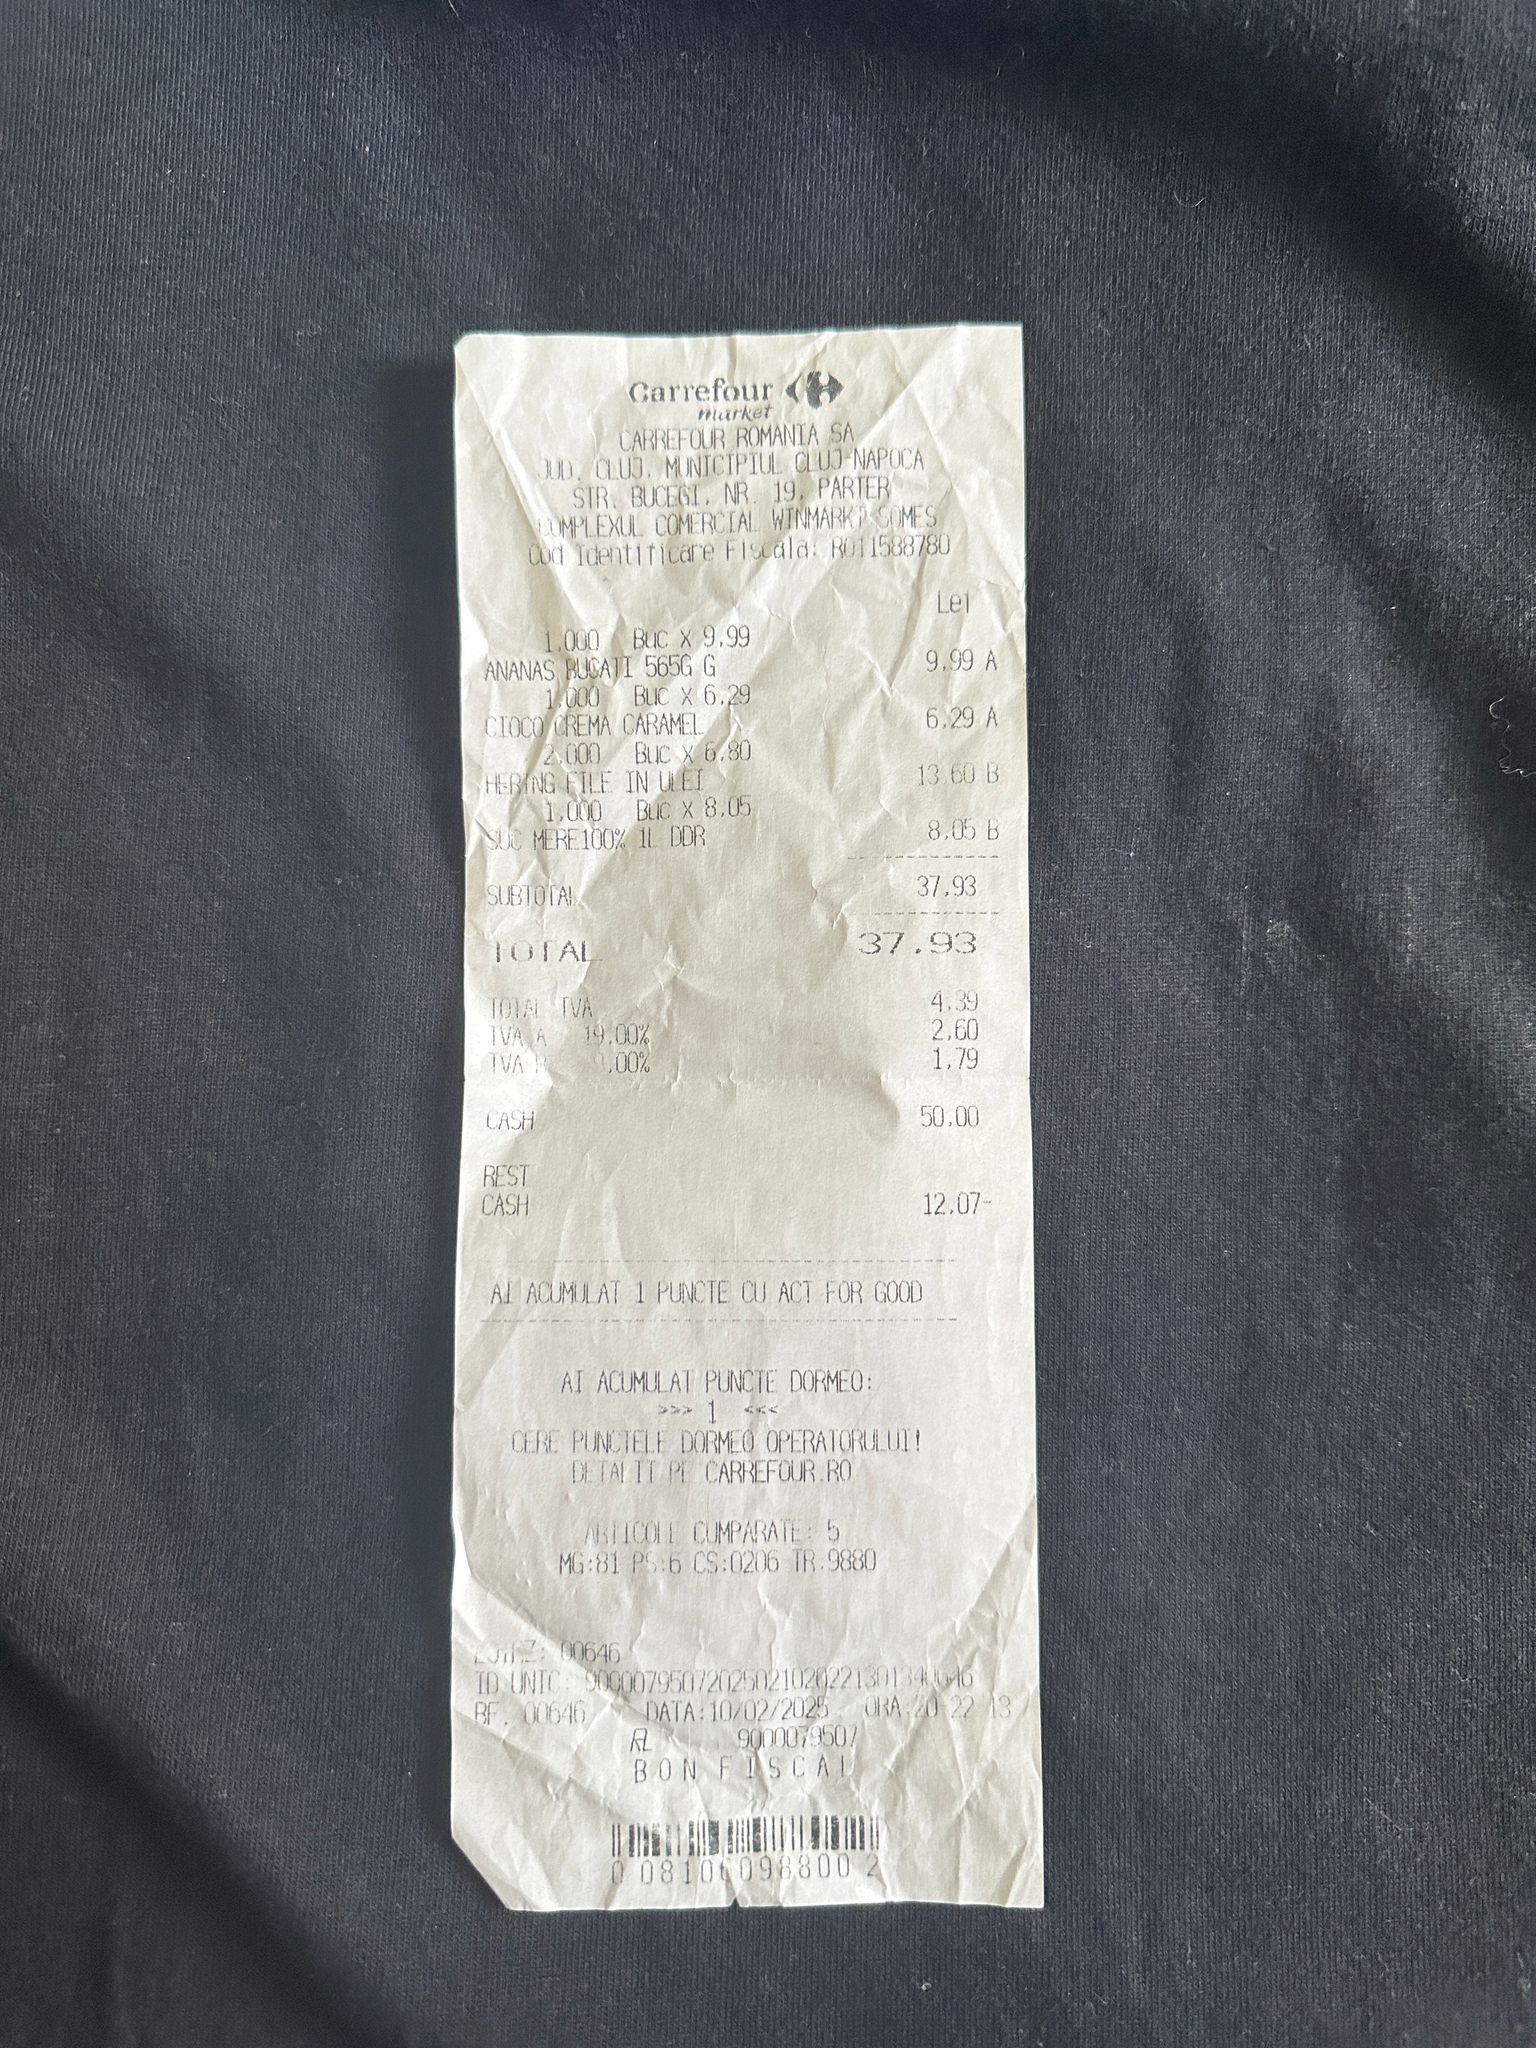 Carrefour
market
CARREFOUR ROMANIA SA
JUD. CLUJ, MUNICIPIUL CLUJ-NAPOCA
STR. BUCEGI, NR. 19, PARTER
COMPLEXUL COMERCIAL WINMARKT SOMES
Cod Identificare Fiscala: RO11588780
Lei
1,000 Buc X 9,99
ANANAS BUCATI 565G G 9,99 A
1,000 Buc X 6,29
CIOCO CREMA CARAMEL 6,29 A
2,000 Buc X 6,80
HERING FILE IN ULEI 13,60 B
1,000 Buc X 8,05
SUC MERE100% 1L DDR 8,05 B
SUBTOTAL 37,93
TOTAL 37.93
TOTAL TVA 4,39
TVA A 19,00% 2,60
TVA ,00% 1,79
CASH 50,00
REST
CASH 12,07-
AI ACUMULAT 1 PUNCTE CU ACT FOR GOOD
AI ACUMULAT PUNCTE DORMEO:
>>> 1 <<<
CERE PUNCTELE DORMEO OPERATORULUI!
DETALII PE CARREFOUR.RO
ARTICOLE CUMPARATE: 5
MG:81 PS:6 CS:0206 TR:9880
00646
ID UNIC: 90000795072025021020221301340646
BF. 00646 DATA:10/02/2025 ORA:20-22-13
9000079507
BON FISCAL
0 08106098800 2